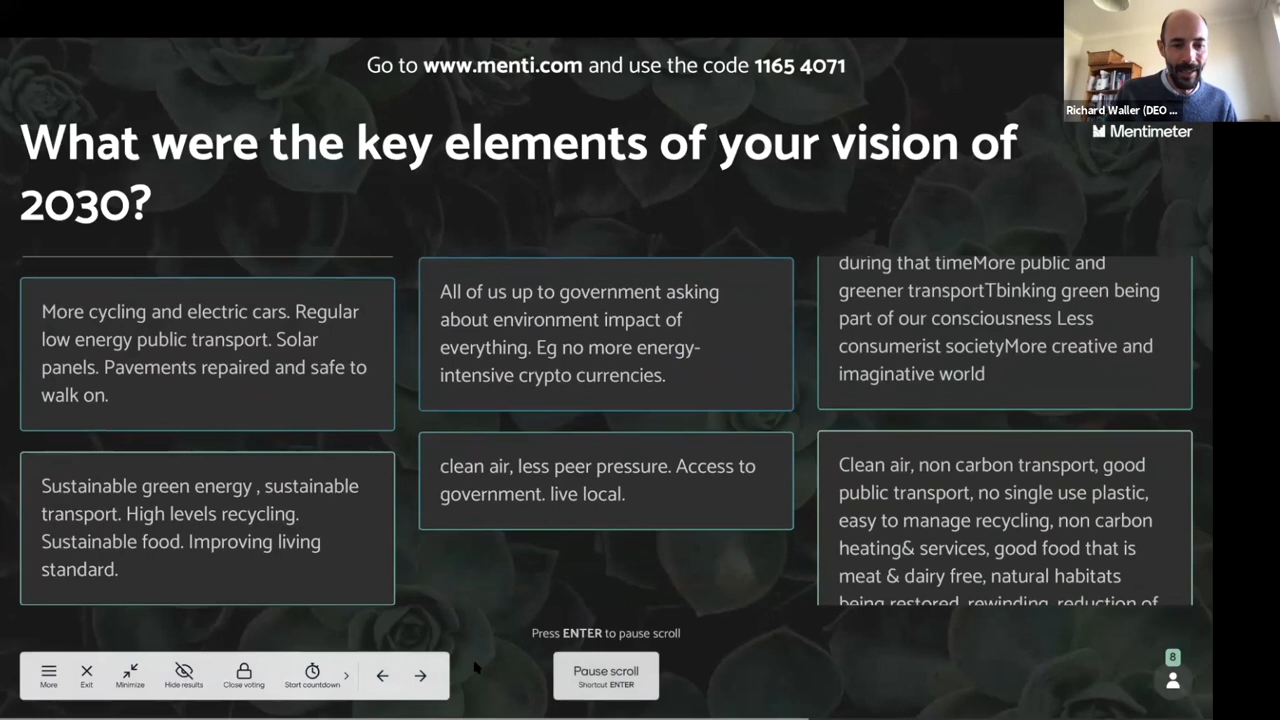 Go to www.menti.com and use the code 1165 4071
Richard Waller (DEO ...
Mentimeter
What were the key elements of your vision of
2030?
More cycling and electric cars. Regular
low energy public transport. Solar
panels. Pavements repaired and safe to
walk on.
Sustainable green energy , sustainable
transport. High levels recycling.
Sustainable food. Improving living
standard.
All of us up to government asking
about environment impact of
everything. Eg no more energy-
intensive crypto currencies.
clean air, less peer pressure. Access to
government. live local.
during that timeMore public and
greener transportTbinking green being
part of our consciousness Less
consumerist societyMore creative and
imaginative world
Clean air, non carbon transport, good
public transport, no single use plastic,
easy to manage recycling, non carbon
heating& services, good food that is
meat & dairy free, natural habitats
being restored, rewinding, reduction of
Press ENTER to pause scroll
Pause scroll
Shortcut ENTER
More
Exit
Minimize
Hide results
Close voting
Start countdown
8